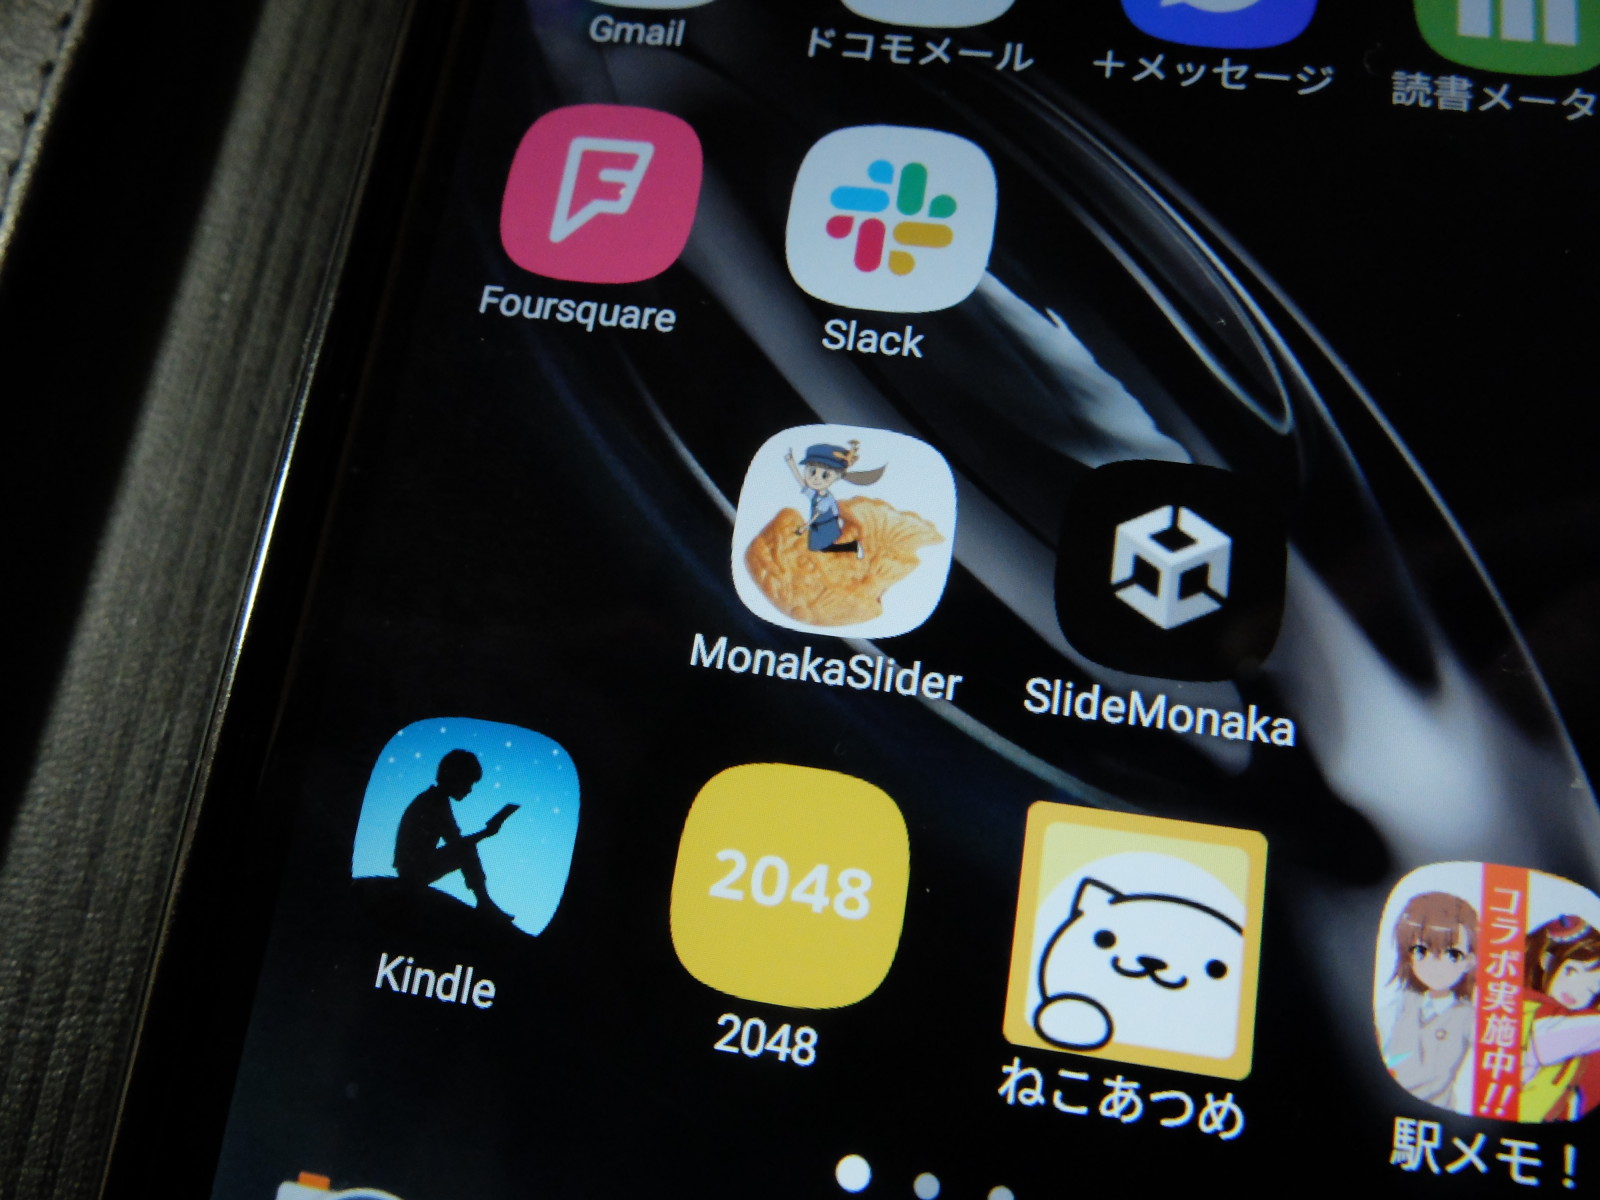 Gmail
ドコモメール
+メッセージ
読書メータ
Foursquare
Slack
MonakaSlider
SlideMonaka
2048
コラボ実施中!!
Kindle
2048
ねこあつめ
駅メモ!